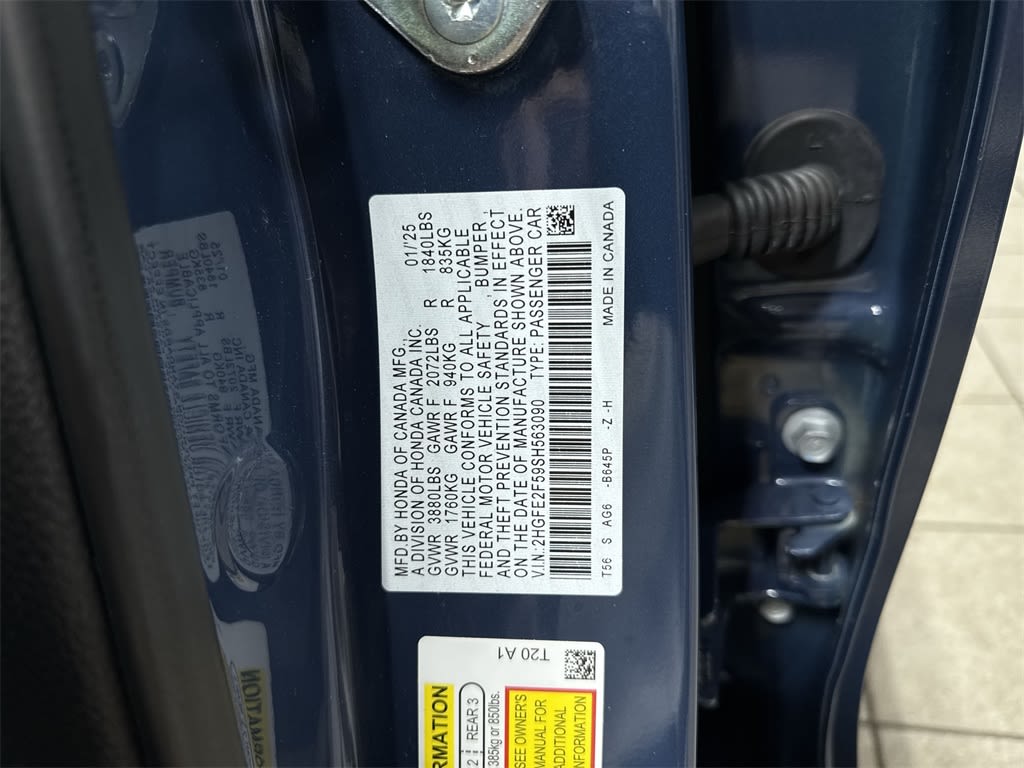 MFD.BY HONDA OF CANADA MFG., 01/25
A DIVISION OF HONDA CANADA INC.
GVWR 3880LBS GAWR F 2072LBS R 1840LBS
GVWR 1760KG GAWR F 940KG R 835KG
THIS VEHICLE CONFORMS TO ALL APPLICABLE
FEDERAL MOTOR VEHICLE SAFETY, BUMPER,
AND THEFT PREVENTION STANDARDS, IN EFFECT
ON THE DATE OF MANUFACTURE SHOWN ABOVE.
V.I.N.:2HGFE2F59SH563090 TYPE: PASSENGER CAR
T56 S AG6 -B645P -Z -H MADE IN CANADA
T20 A1
RMATION
2 REAR 3
385kg or 850lbs.
SEE OWNER'S
MANUAL FOR
ADDITIONAL
INFORMATION